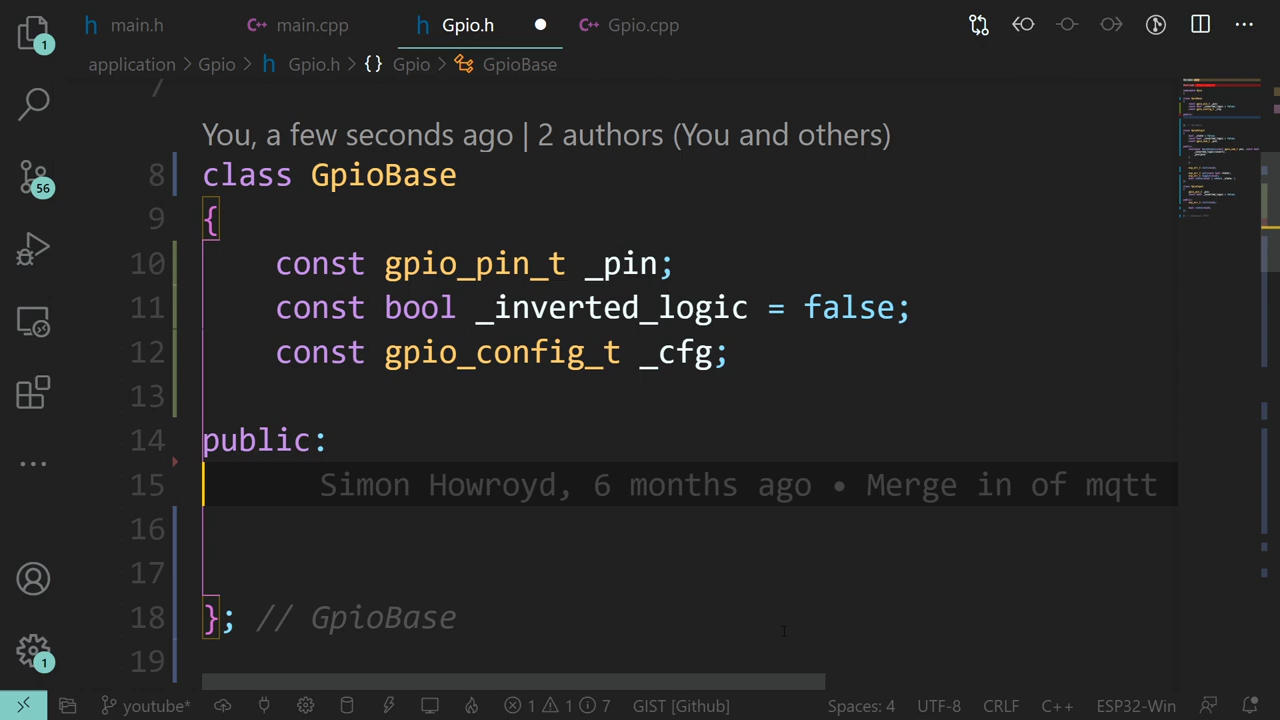 main.h main.cpp Gpio.h Gpio.cpp
application > Gpio > Gpio.h > {} Gpio > GpioBase
7
You, a few seconds ago | 2 authors (You and others)
8 class GpioBase
9 {
10 const gpio_pin_t _pin;
11 const bool _inverted_logic = false;
12 const gpio_config_t _cfg;
13
14 public:
15 Simon Howroyd, 6 months ago • Merge in of mqtt
16
17
18 }; // GpioBase
19
1
56
1
youtube* 1 1 7 GIST [Github] Spaces: 4 UTF-8 CRLF C++ ESP32-Win